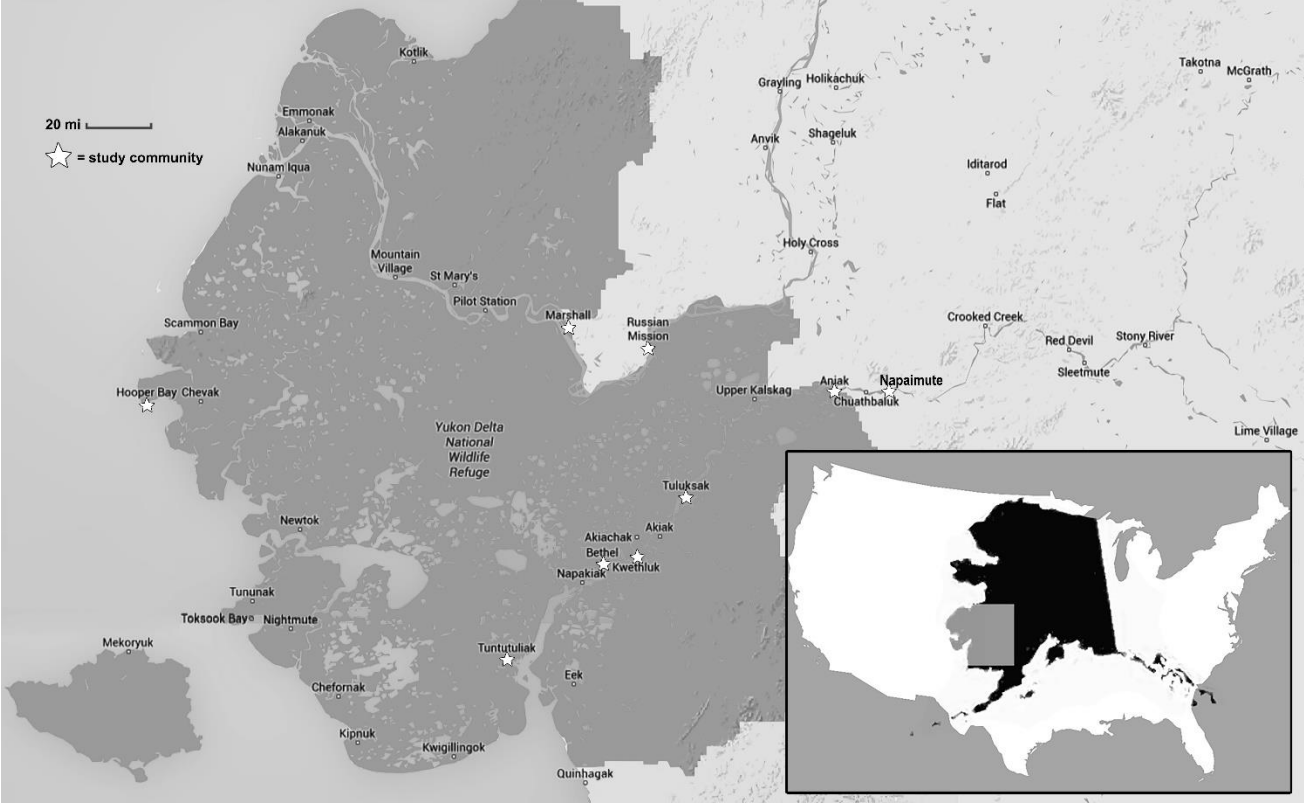 Kotlik
Takotna
McGrath
Grayling
Holikachuk
Emmonak
20 mi
Alakanuk
Anvik
Shageluk
= study community
Nunam Iqua
Iditarod
Flat
Holy Cross
Mountain
Village
St Mary's
Pilot Station
Marshall
Russian
Mission
Scammon Bay
Crooked Creek
Red Devil
Stony River
Sleetmute
Hooper Bay
Chevak
Upper Kalskag
Aniak
Napaimute
Chuathbaluk
Lime Village
Yukon Delta
National
Wildlife
Refuge
Tuluksak
Newtok
Akiachak
Akiak
Bethel
Kwethluk
Napakiak
Tununak
Toksook Bay
Nightmute
Mekoryuk
Tuntutuliak
Eek
Chefornak
Kipnuk
Kwigillingok
Quinhagak